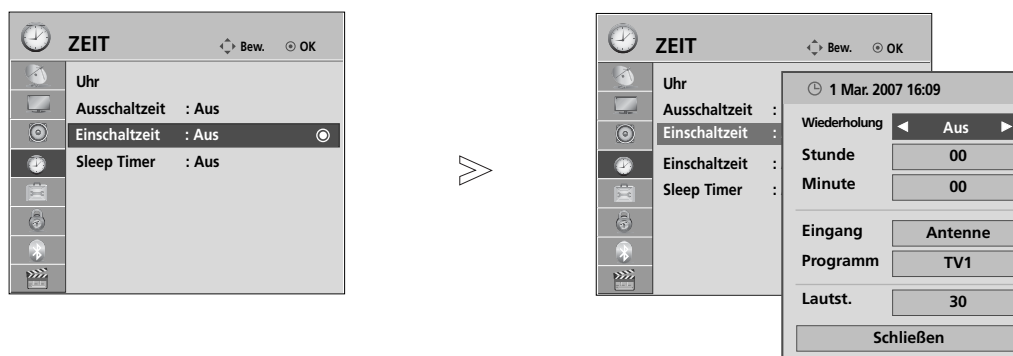 ZEIT Bew. OK
Uhr
Ausschaltzeit : Aus
Einschaltzeit : Aus
Sleep Timer : Aus
ZEIT Bew. OK
Uhr
Ausschaltzeit :
Einschaltzeit :
Einschaltzeit :
Sleep Timer :
1 Mar. 2007 16:09
Wiederholung Aus
Stunde 00
Minute 00
Eingang Antenne
Programm TV1
Lautst. 30
Schließen